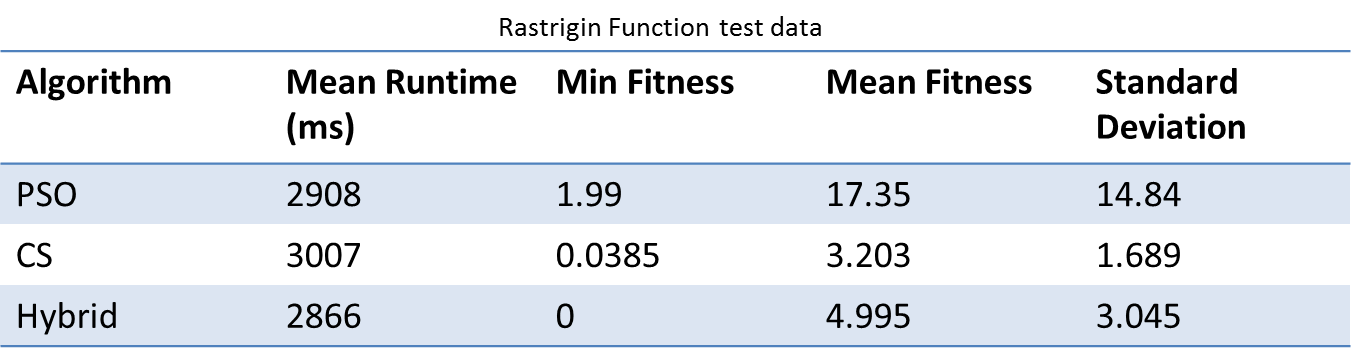 Rastrigin Function test data
Algorithm Mean Runtime (ms) Min Fitness Mean Fitness Standard Deviation
PSO 2908 1.99 17.35 14.84
CS 3007 0.0385 3.203 1.689
Hybrid 2866 0 4.995 3.045